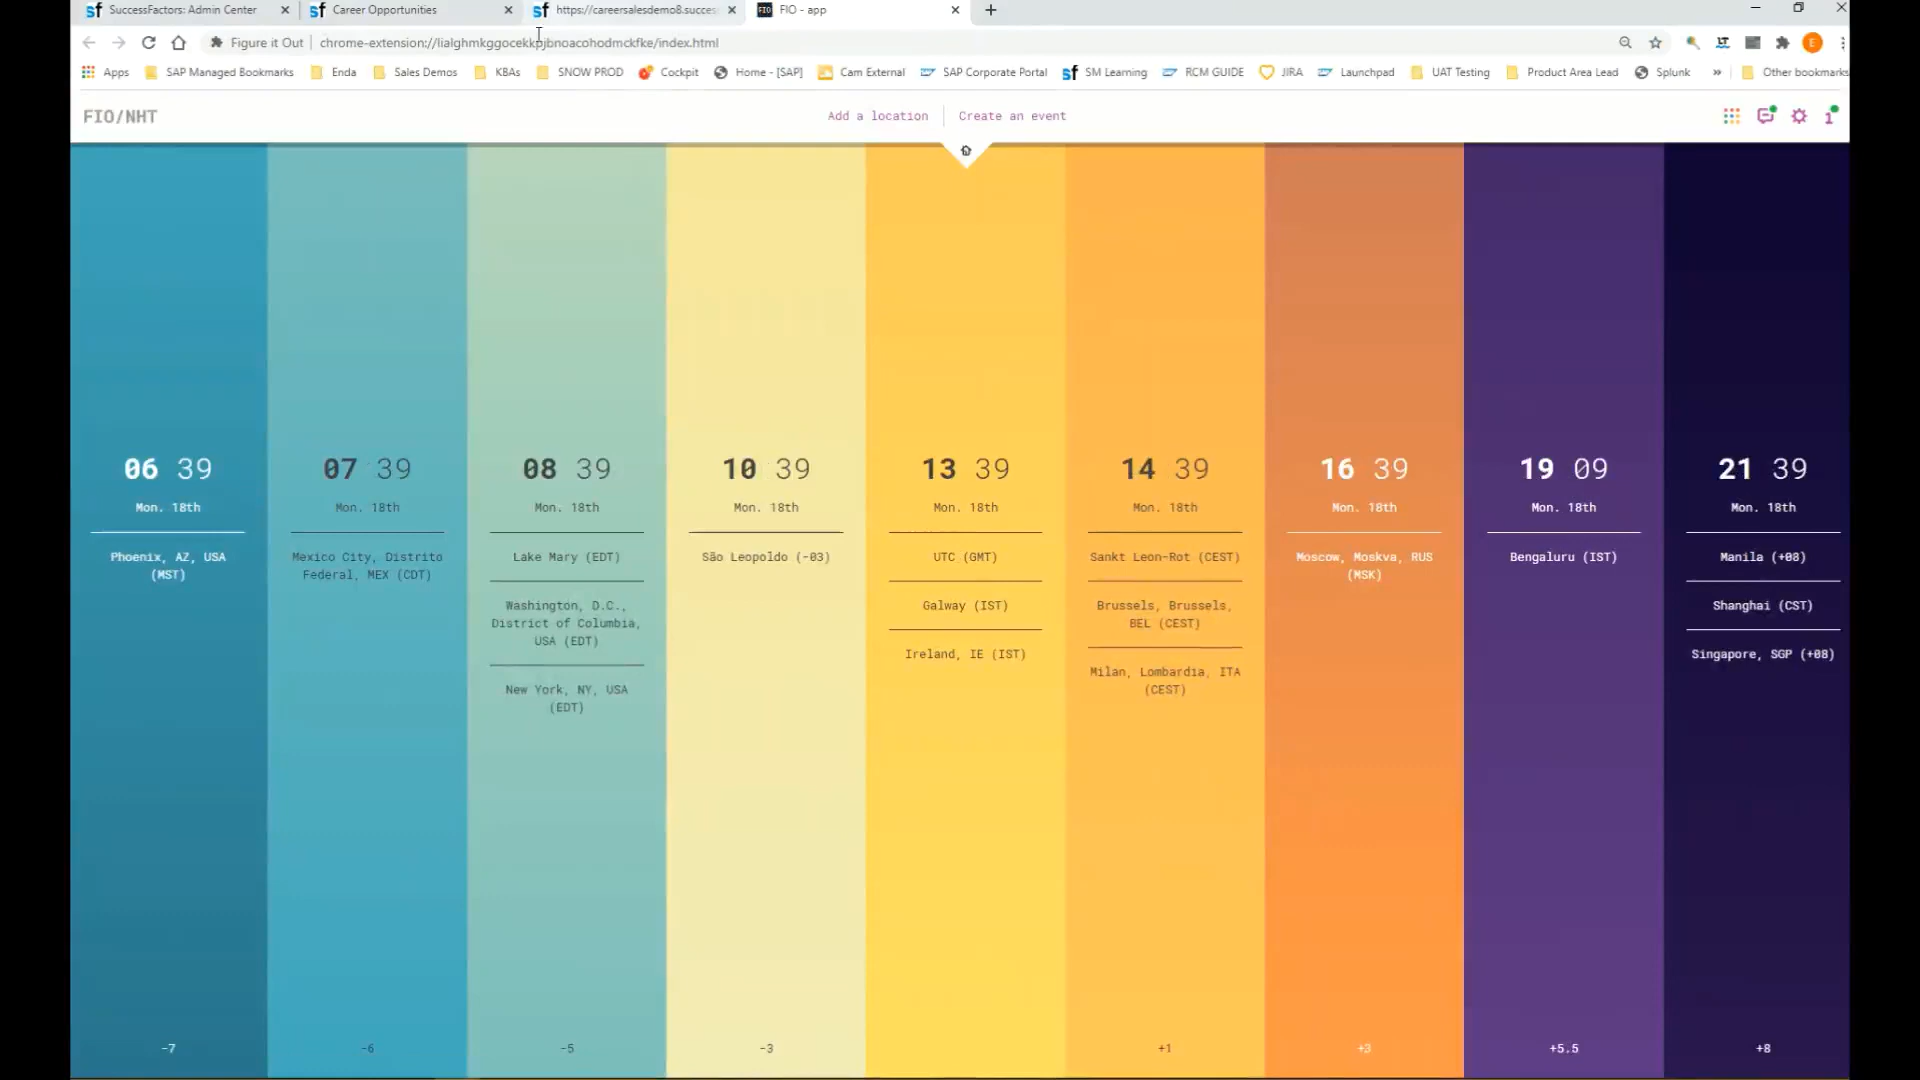 SuccessFactors: Admin Center
Career Opportunities
https://careersalesdemo8.succes
FIO - app
Figure it Out | chrome-extension://lialghmkggocekkpjbnoacohodmckfke/index.html
Apps SAP Managed Bookmarks Enda Sales Demos KBAs SNOW PROD Cockpit Home - [SAP] Cam External SAP Corporate Portal SM Learning RCM GUIDE JIRA Launchpad UAT Testing Product Area Lead Splunk » Other bookmarks
FIO/NHT
Add a location
Create an event
06 39
Mon. 18th
Phoenix, AZ, USA
(MST)
-7
07 39
Mon. 18th
Mexico City, Distrito
Federal, MEX (CDT)
-6
08 39
Mon. 18th
Lake Mary (EDT)
Washington, D.C.,
District of Columbia,
USA (EDT)
New York, NY, USA
(EDT)
-5
10 39
Mon. 18th
São Leopoldo (-03)
-3
13 39
Mon. 18th
UTC (GMT)
Galway (IST)
Ireland, IE (IST)
14 39
Mon. 18th
Sankt Leon-Rot (CEST)
Brussels, Brussels,
BEL (CEST)
Milan, Lombardia, ITA
(CEST)
+1
16 39
Mon. 18th
Moscow, Moskva, RUS
(MSK)
+3
19 09
Mon. 18th
Bengaluru (IST)
+5.5
21 39
Mon. 18th
Manila (+08)
Shanghai (CST)
Singapore, SGP (+08)
+8